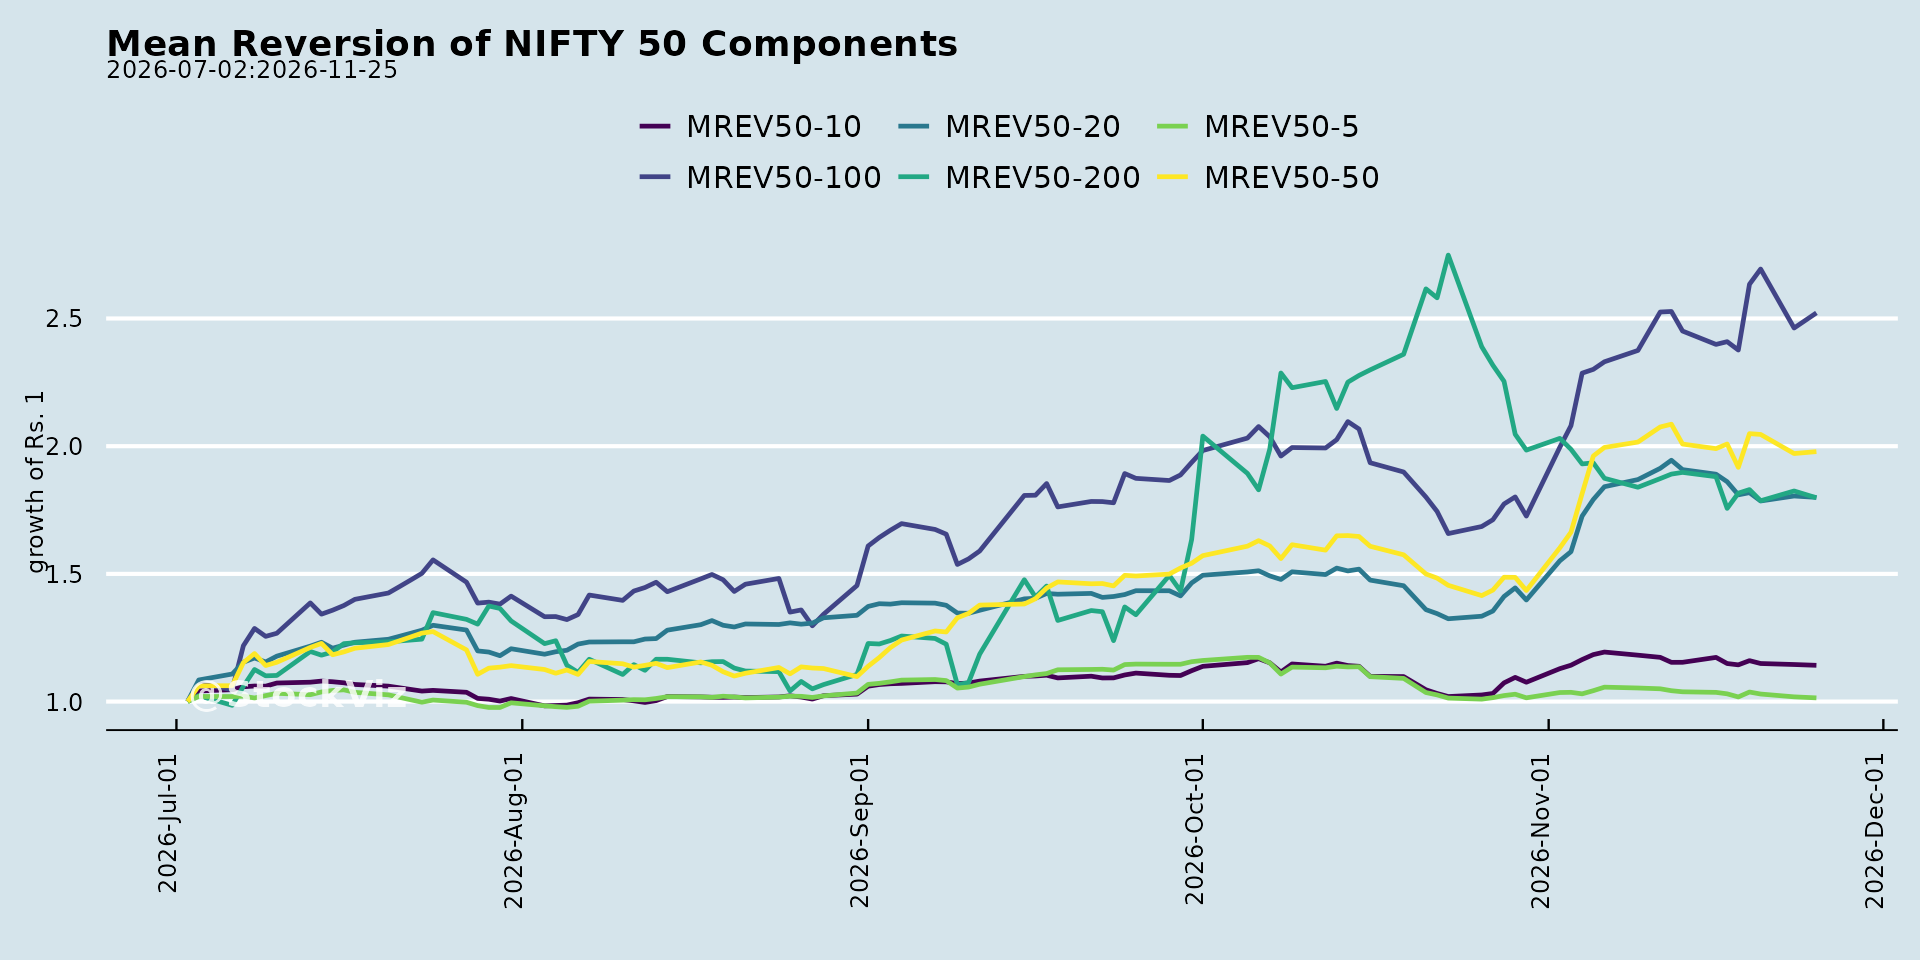 Mean Reversion of NIFTY 50 Components
2026-07-02:2026-11-25
MREV50-10 MREV50-20 MREV50-5
MREV50-100 MREV50-200 MREV50-50
growth of Rs. 1
2.5
2.0
1.5
1.0
@StockViz
2026-Jul-01
2026-Aug-01
2026-Sep-01
2026-Oct-01
2026-Nov-01
2026-Dec-01